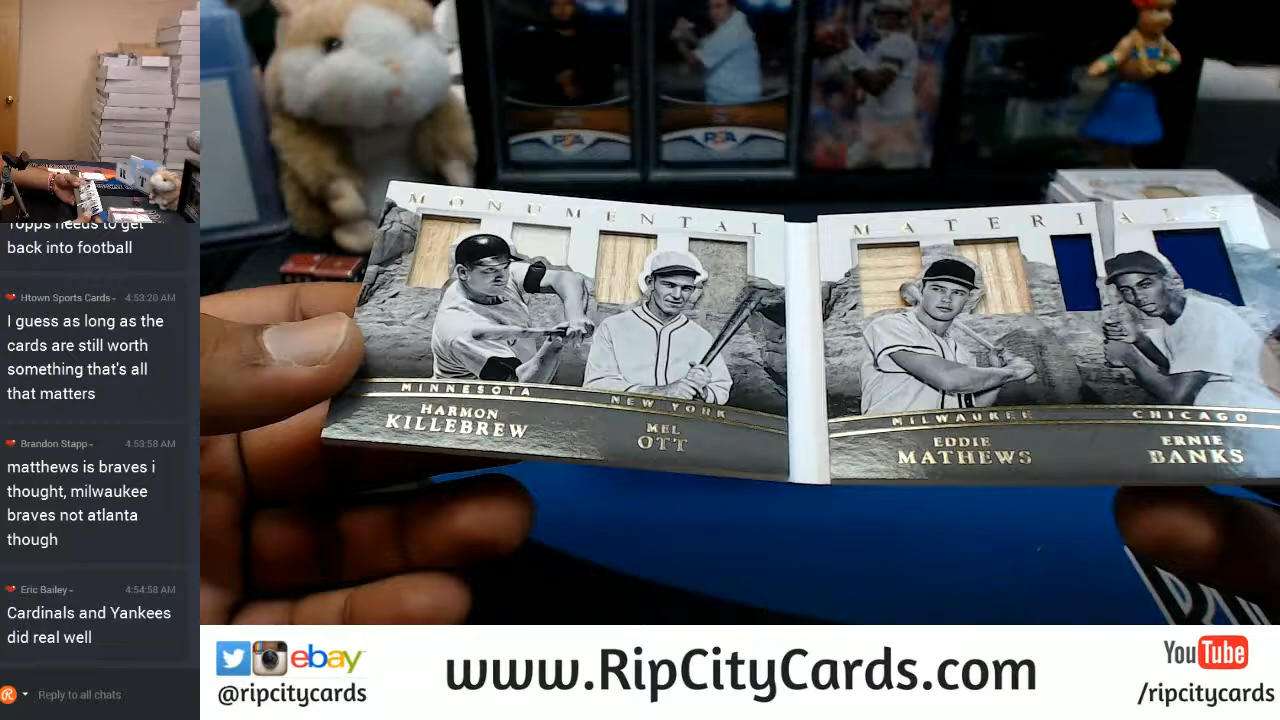 Topps needs to get
back into football
Htown Sports Cards - 4:53:20 AM
I guess as long as the
cards are still worth
something that's all
that matters
Brandon Stapp - 4:53:58 AM
matthews is braves i
thought, milwaukee
braves not atlanta
though
Eric Bailey - 4:54:58 AM
Cardinals and Yankees
did real well
Reply to all chats
PSA
PSA
MONUMENTAL
MATERIALS
MINNESOTA
HARMON
KILLEBREW
NEW YORK
MEL
OTT
MILWAUKEE
EDDIE
MATHEWS
CHICAGO
ERNIE
BANKS
ebay
@ripcitycards
www.RipCityCards.com
YouTube
/ripcitycards